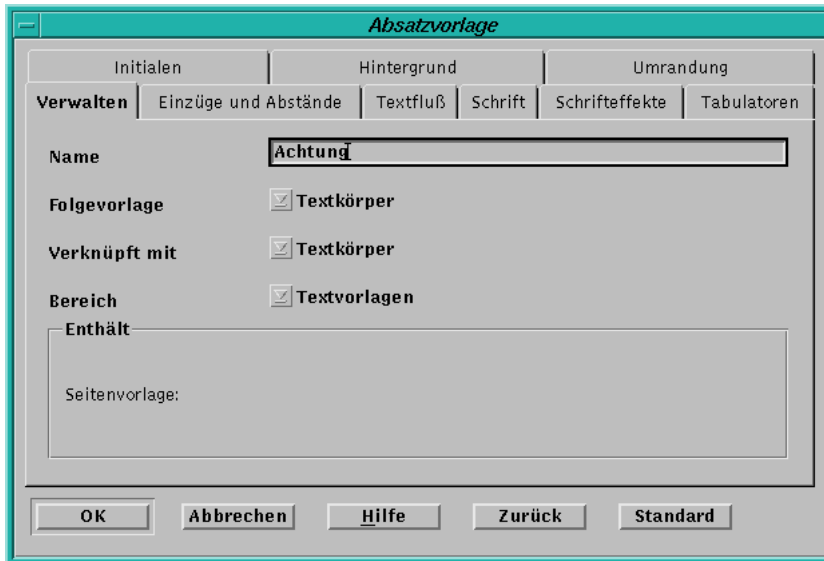 Absatzvorlage
Initialen Hintergrund Umrandung
Verwalten Einzüge und Abstände Textfluß Schrift Schrifteffekte Tabulatoren
Name Achtung
Folgevorlage Textkörper
Verknüpft mit Textkörper
Bereich Textvorlagen
Enthält
Seitenvorlage:
OK Abbrechen Hilfe Zurück Standard